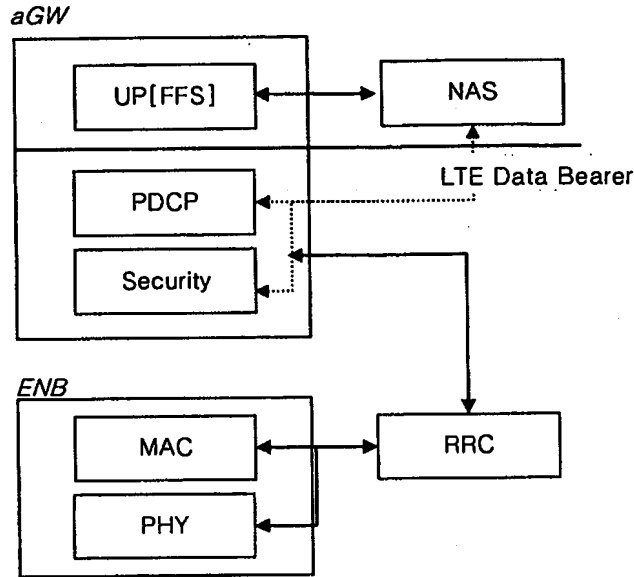 aGW
UP[FFS]
NAS
LTE Data Bearer
PDCP
Security
ENB
MAC
RRC
PHY